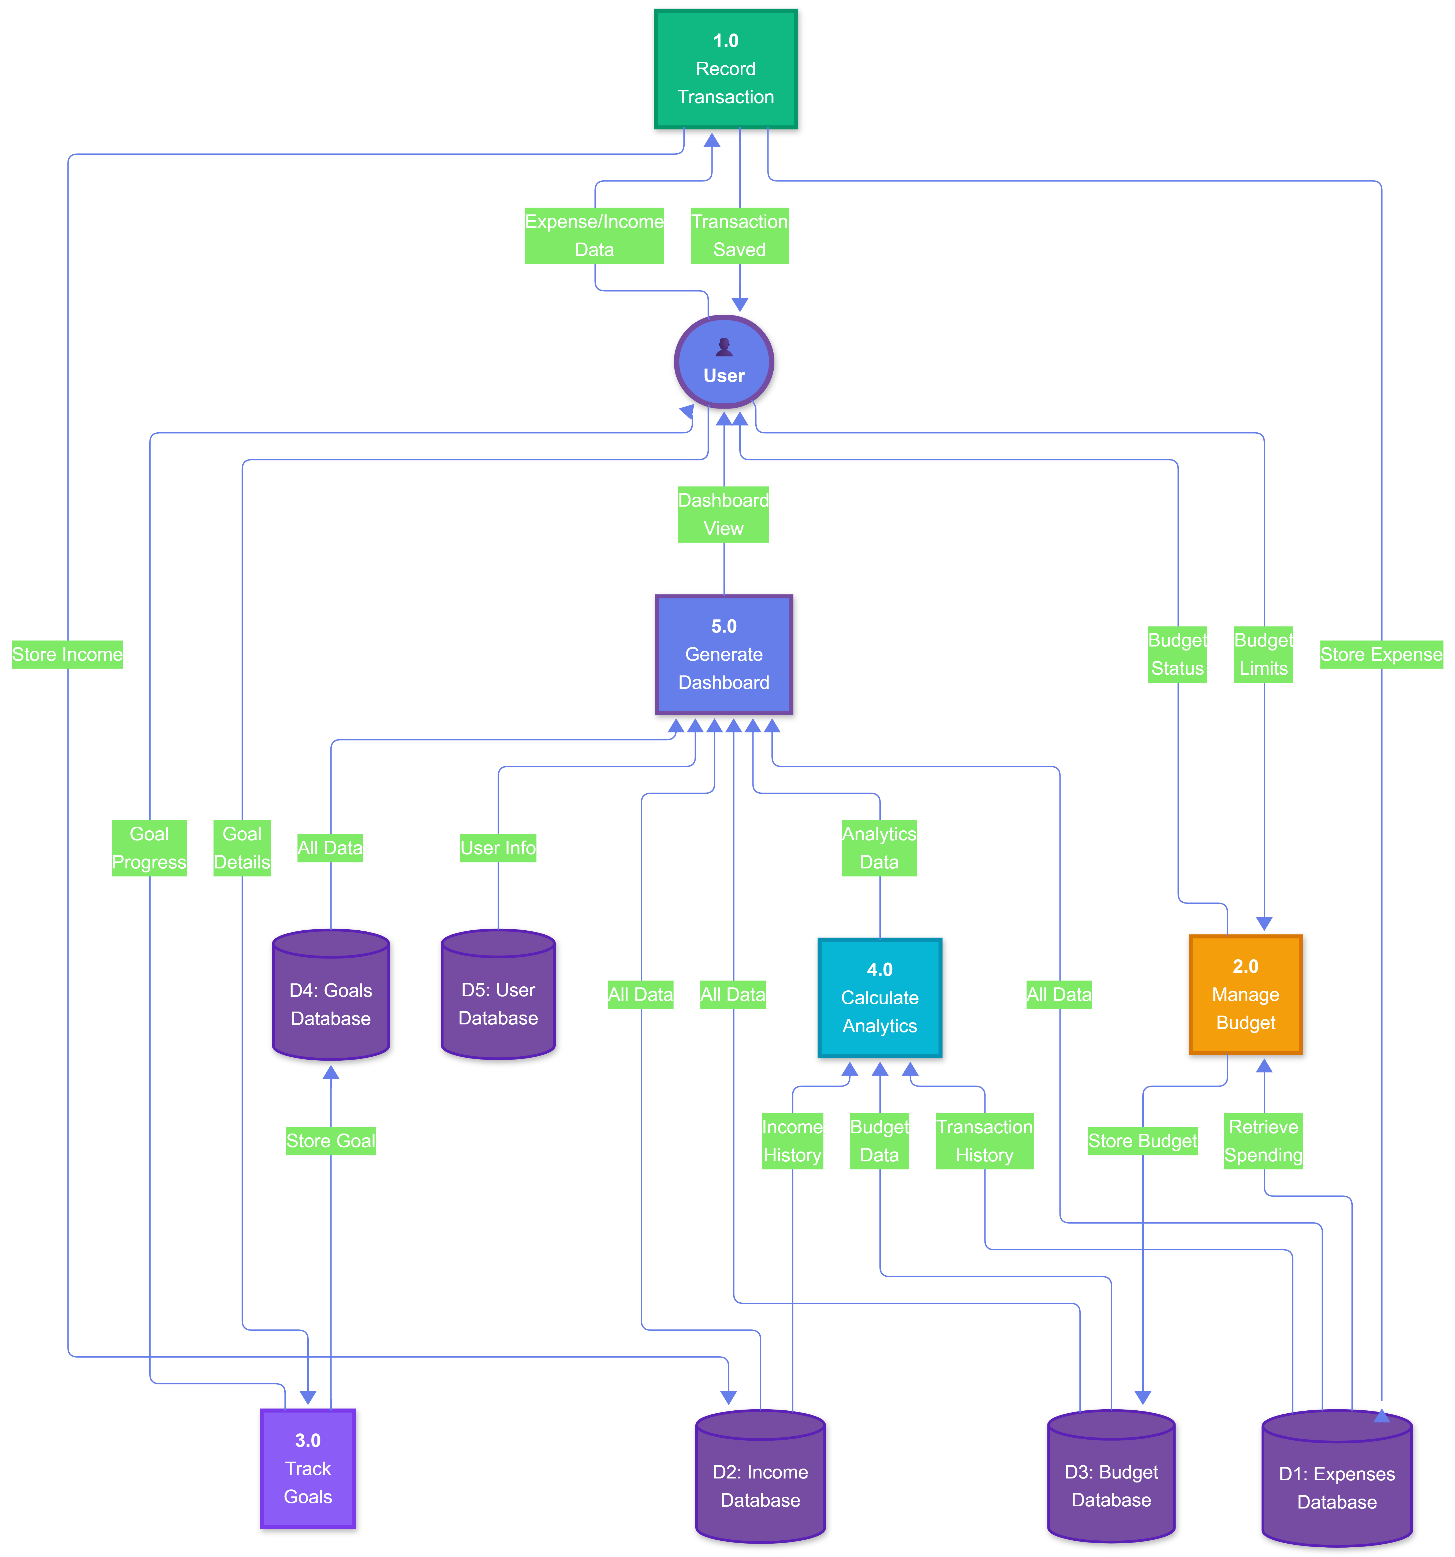 1.0
Record
Transaction
Expense/Income
Data
Transaction
Saved
User
Dashboard
View
5.0
Generate
Dashboard
Store Income
Budget
Status
Budget
Limits
Store Expense
Goal
Progress
Goal
Details
All Data
User Info
Analytics
Data
D4: Goals
Database
D5: User
Database
All Data
All Data
4.0
Calculate
Analytics
All Data
2.0
Manage
Budget
Store Goal
Income
History
Budget
Data
Transaction
History
Store Budget
Retrieve
Spending
3.0
Track
Goals
D2: Income
Database
D3: Budget
Database
D1: Expenses
Database